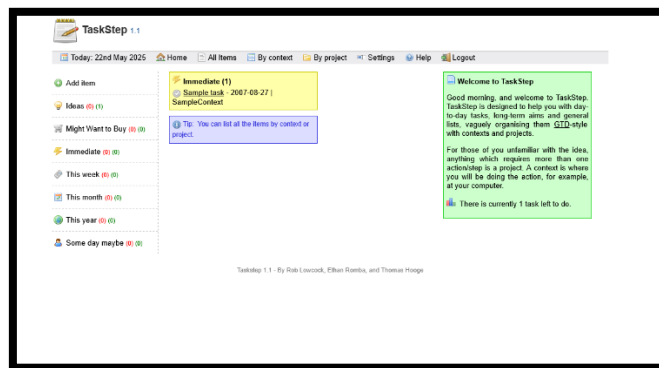 TaskStep 1.1
Today: 22nd May 2025 Home All Items By context By project Settings Help Logout
Add item
Ideas (0) (1)
Might Want to Buy (0) (0)
Immediate (0) (0)
This week (0) (0)
This month (0) (0)
This year (0) (0)
Some day maybe (0) (0)
Immediate (1)
Sample task - 2007-08-27 |
SampleContext
Tip: You can list all the items by context or
project.
Welcome to TaskStep
Good morning, and welcome to TaskStep.
TaskStep is designed to help you with day-
to-day tasks, long-term aims and general
lists, vaguely organising them GTD-style
with contexts and projects.
For those of you unfamiliar with the idea,
anything which requires more than one
action/step is a project. A context is where
you will be doing the action, for example,
at your computer.
There is currently 1 task left to do.
Taskstep 1.1 - By Rob Lowcock, Eithan Romba, and Thomas Hooge